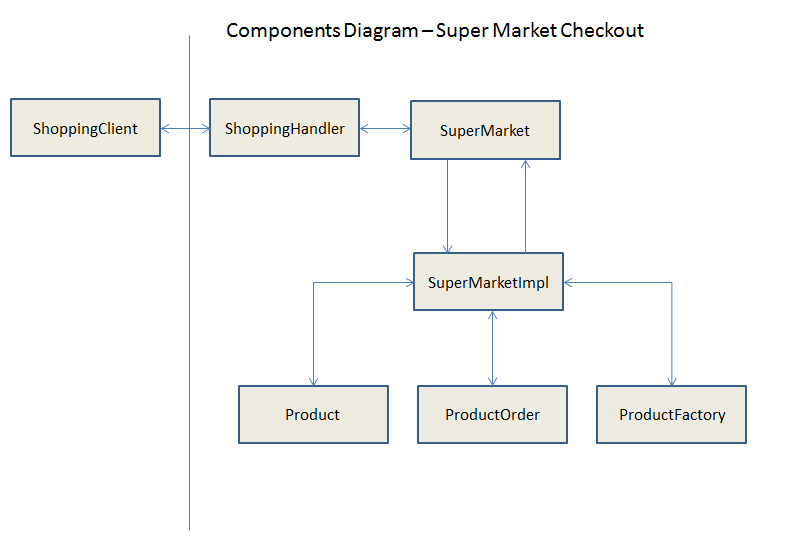 Components Diagram – Super Market Checkout
ShoppingClient
ShoppingHandler
SuperMarket
SuperMarketImpl
Product
ProductOrder
ProductFactory